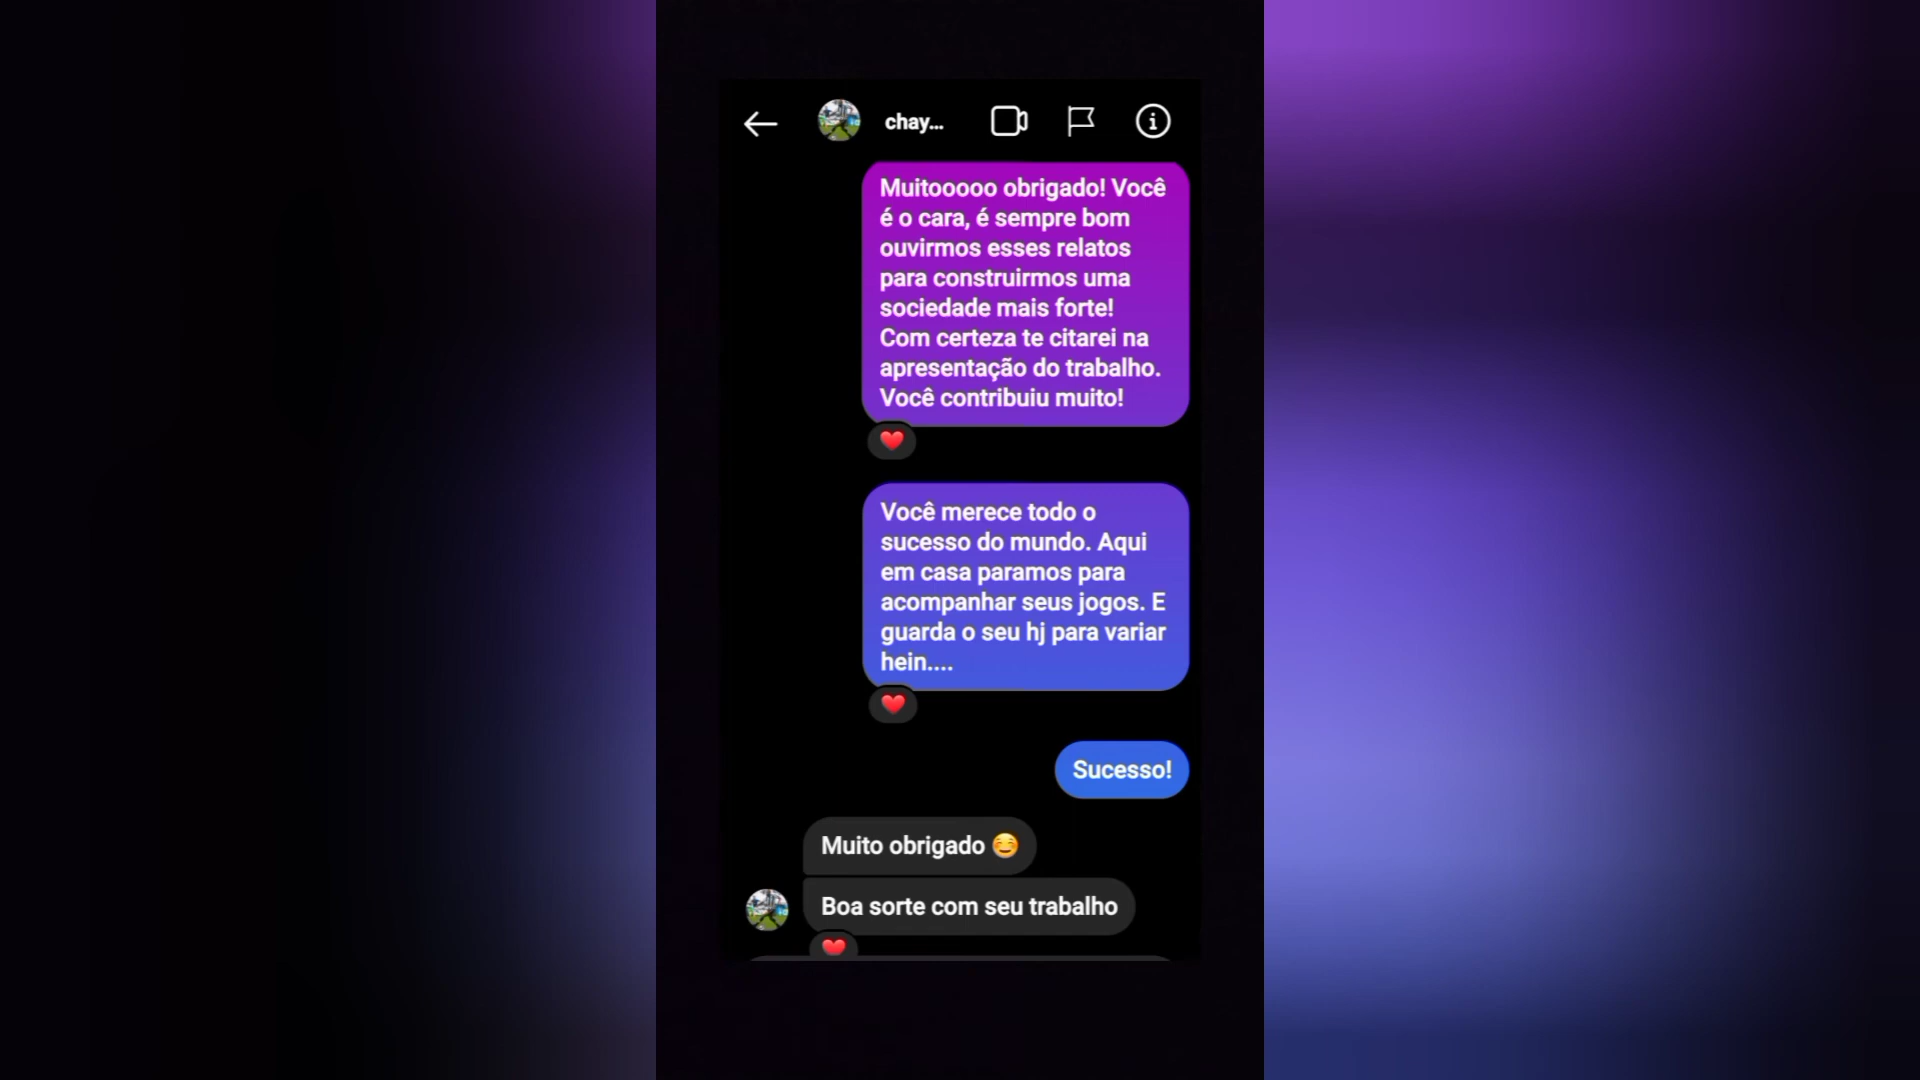 chay...
Muitooooo obrigado! Você
é o cara, é sempre bom
ouvirmos esses relatos
para construirmos uma
sociedade mais forte!
Com certeza te citarei na
apresentação do trabalho.
Você contribuiu muito!
Você merece todo o
sucesso do mundo. Aqui
em casa paramos para
acompanhar seus jogos. E
guarda o seu hj para variar
hein....
Sucesso!
Muito obrigado ☺️
Boa sorte com seu trabalho